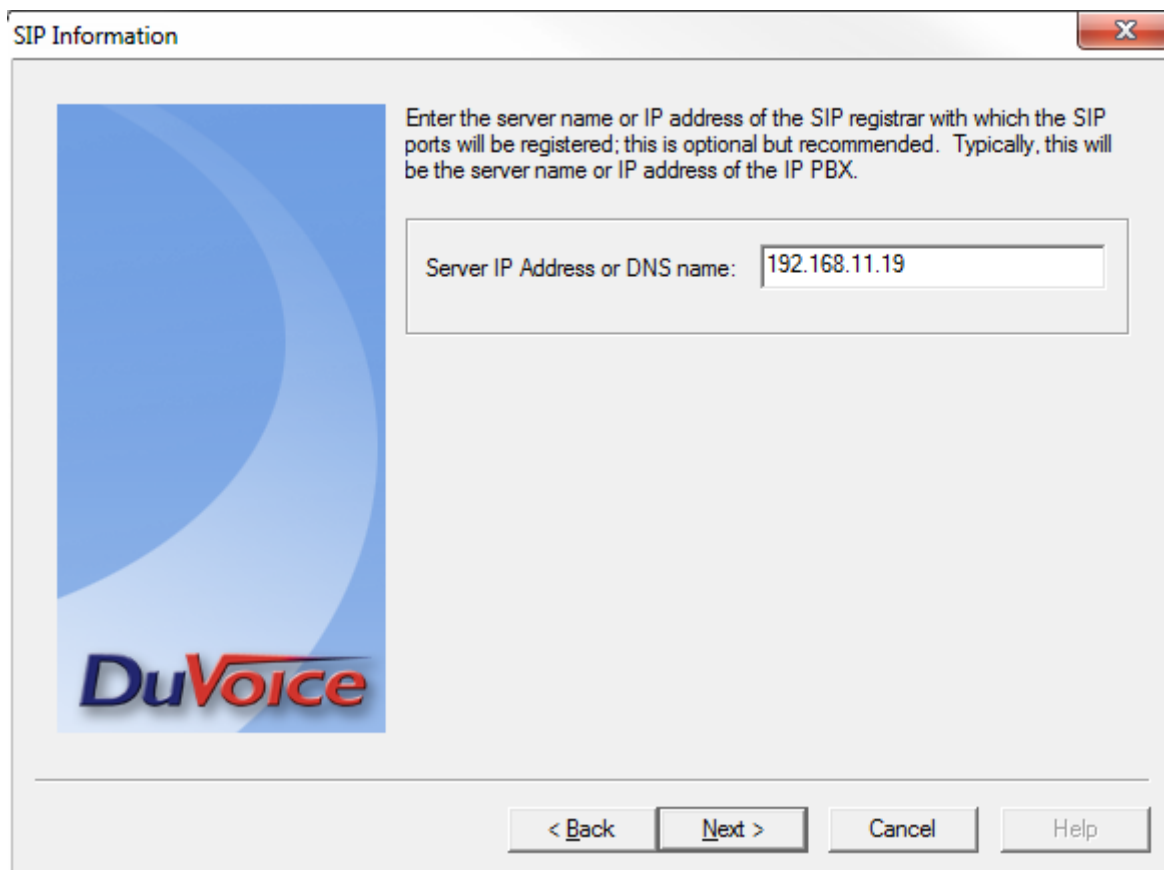 SIP Information
Enter the server name or IP address of the SIP registrar with which the SIP
ports will be registered; this is optional but recommended.  Typically, this will
be the server name or IP address of the IP PBX.
Server IP Address or DNS name:
192.168.11.19
DuVoice
< Back
Next >
Cancel
Help